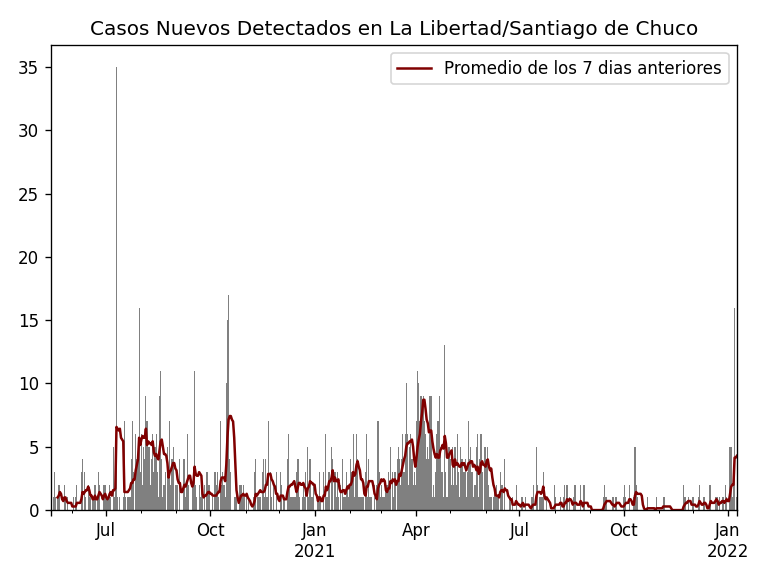 Casos Nuevos Detectados en La Libertad/Santiago de Chuco
Promedio de los 7 dias anteriores
35
30
25
20
15
10
5
0
Jul
Oct
Jan
2021
Apr
Jul
Oct
Jan
2022